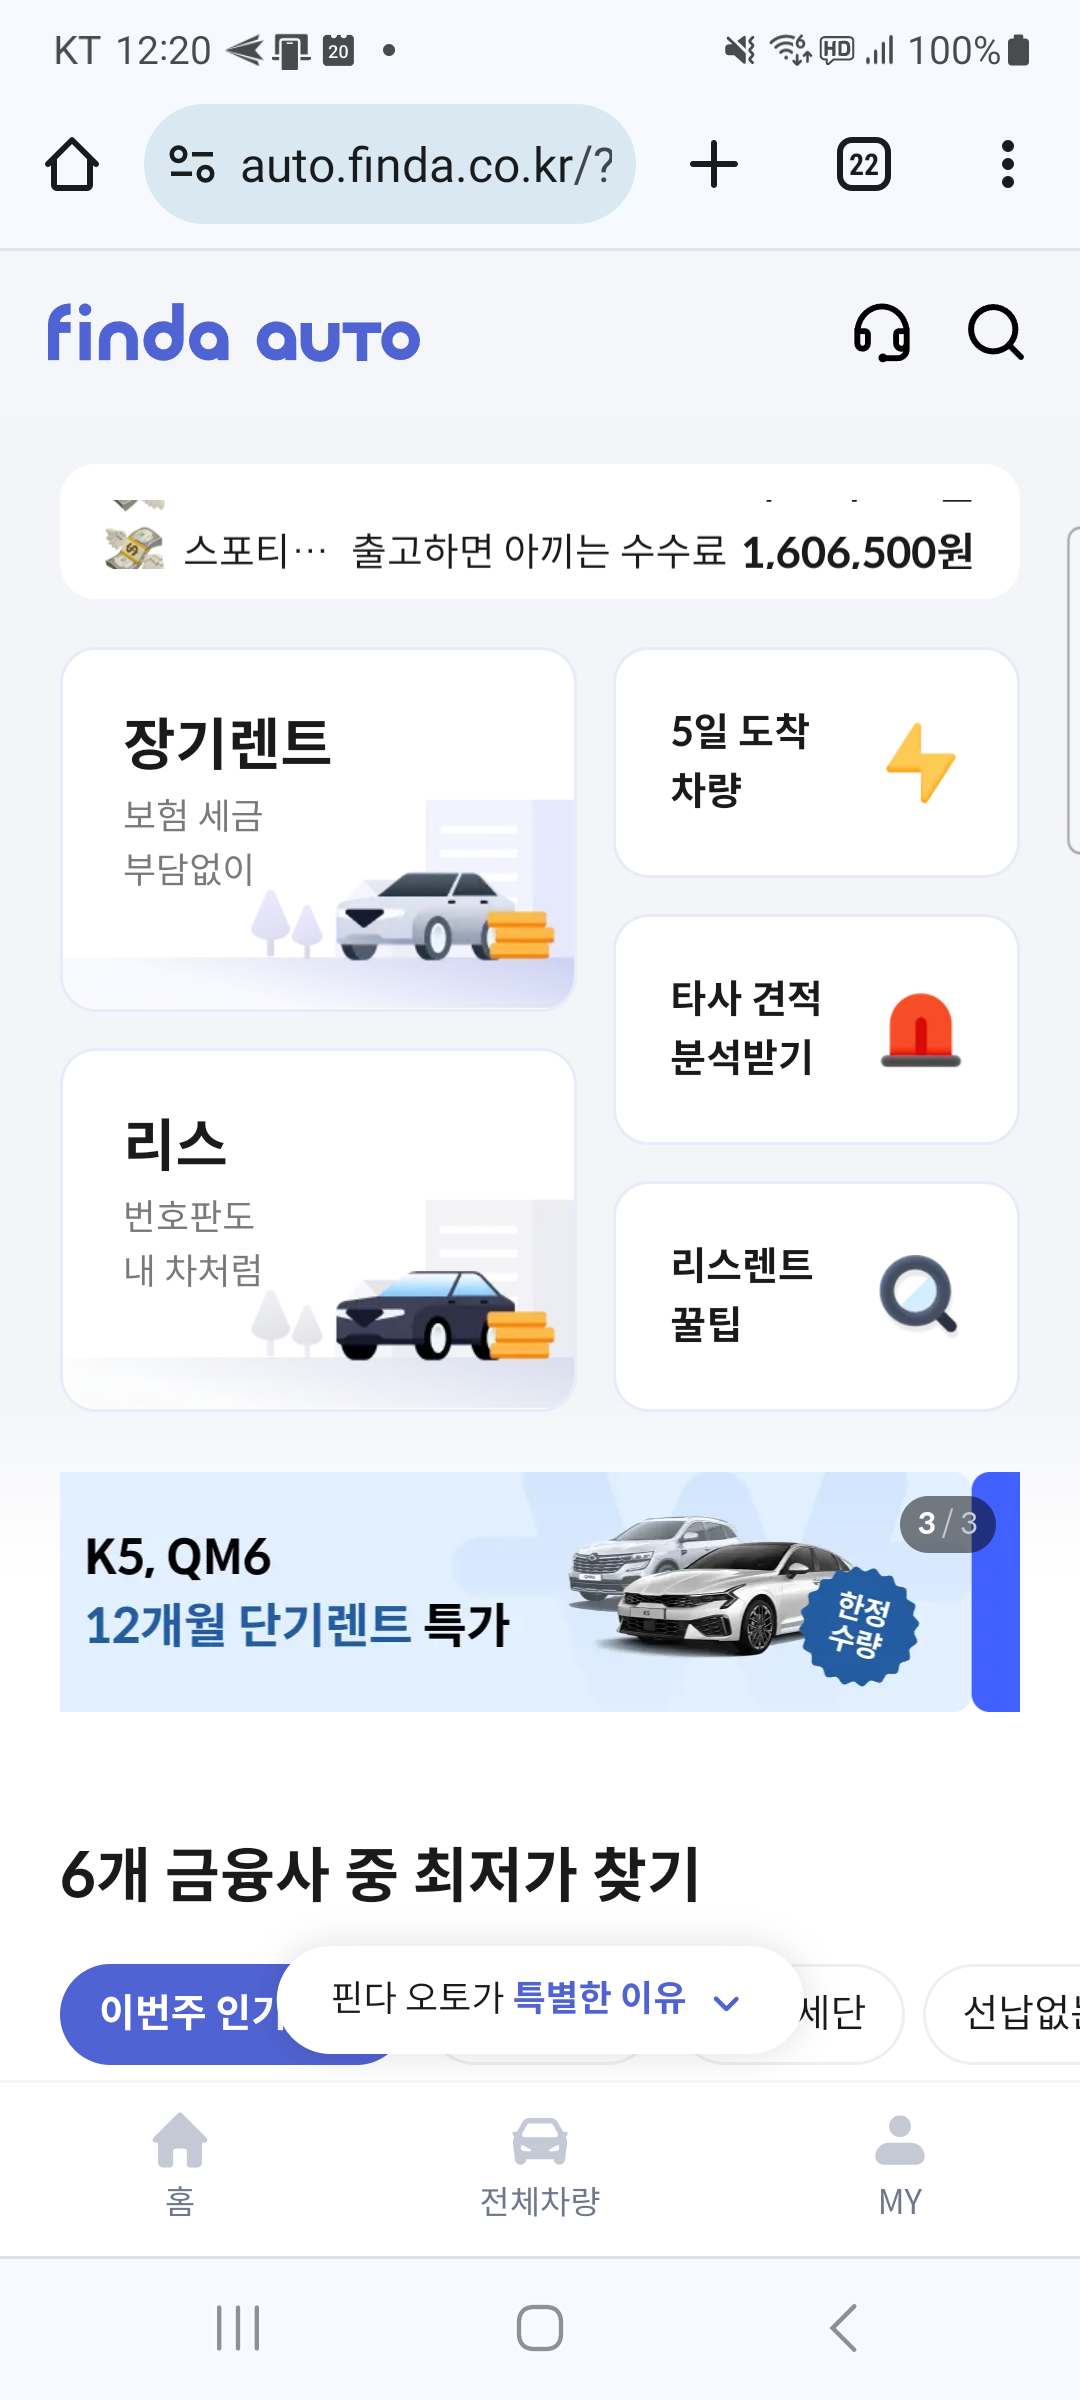 KT 12:20
20
HD
100%
auto.finda.co.kr/?
22
finda auto
스포티… 출고하면 아끼는 수수료 1,606,500원
장기렌트
보험 세금
부담없이
5일 도착
차량
타사 견적
분석받기
리스
번호판도
내 차처럼
리스렌트
꿀팁
K5, QM6
12개월 단기렌트 특가
한정
수량
3 / 3
6개 금융사 중 최저가 찾기
이번주 인기
핀다 오토가 특별한 이유
세단
선납없는
홈
전체차량
MY